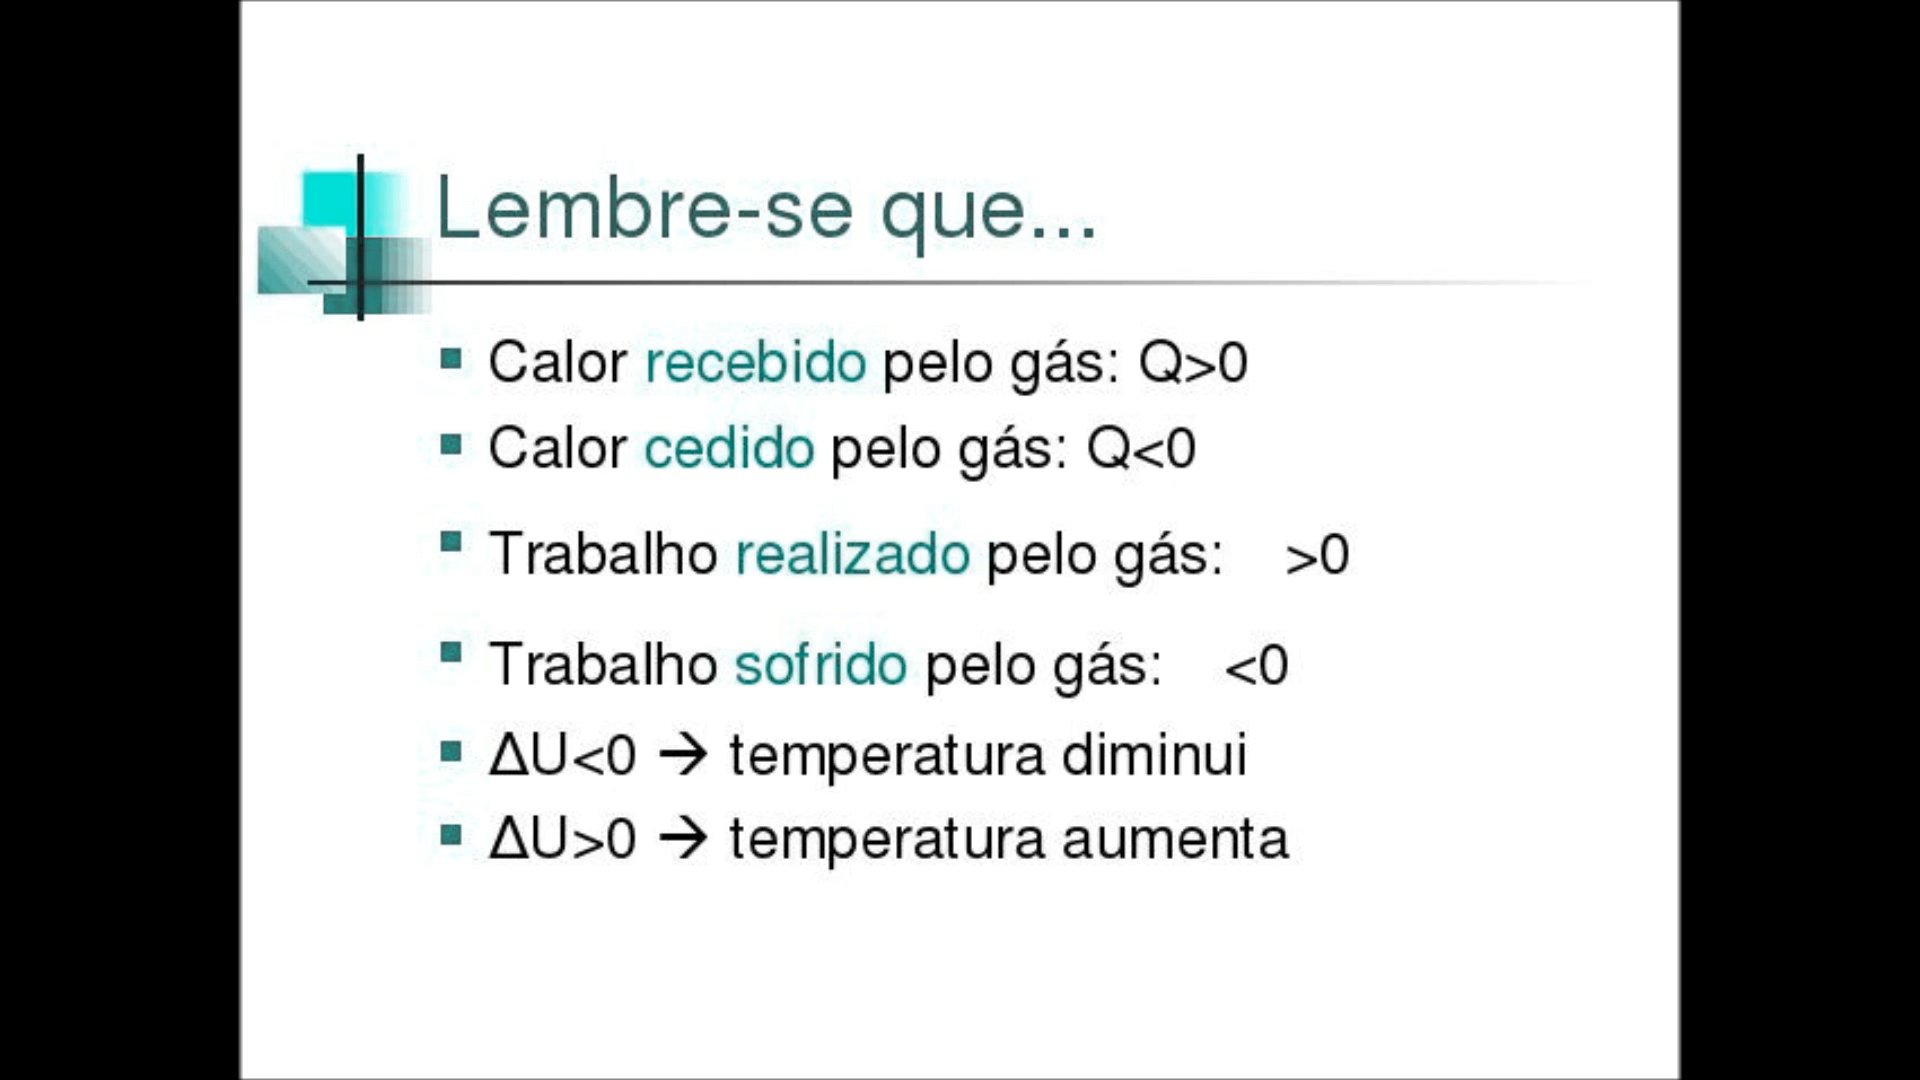 Lembre-se que...
Calor recebido pelo gás: Q>0
Calor cedido pelo gás: Q<0
Trabalho realizado pelo gás: >0
Trabalho sofrido pelo gás: <0
ΔU<0 → temperatura diminui
ΔU>0 → temperatura aumenta